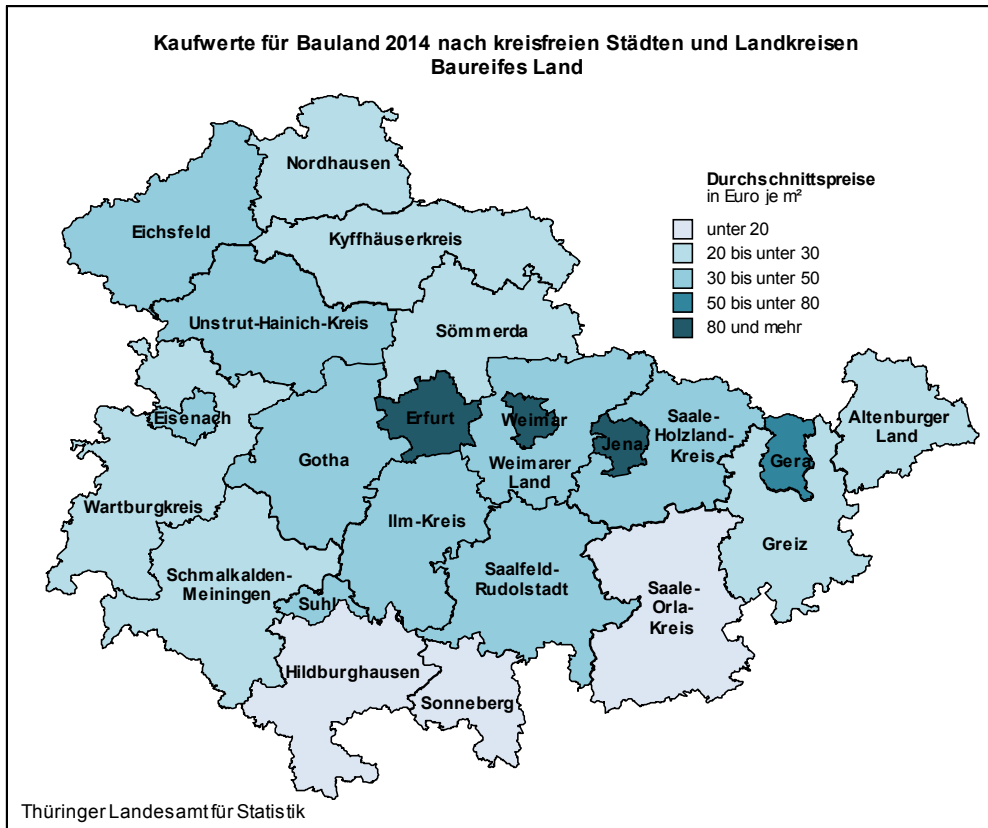 Kaufwerte für Bauland 2014 nach kreisfreien Städten und Landkreisen
Baureifes Land
Durchschnittspreise
in Euro je m²
unter 20
20 bis unter 30
30 bis unter 50
50 bis unter 80
80 und mehr
Nordhausen
Eichsfeld
Kyffhäuserkreis
Unstrut-Hainich-Kreis
Sömmerda
Eisenach
Erfurt
Weimar
Jena
Saale-
Holzland-
Kreis
Gera
Altenburger
Land
Gotha
Weimarer
Land
Wartburgkreis
Ilm-Kreis
Greiz
Schmalkalden-
Meiningen
Suhl
Saalfeld-
Rudolstadt
Saale-
Orla-
Kreis
Hildburghausen
Sonneberg
Thüringer Landesamt für Statistik